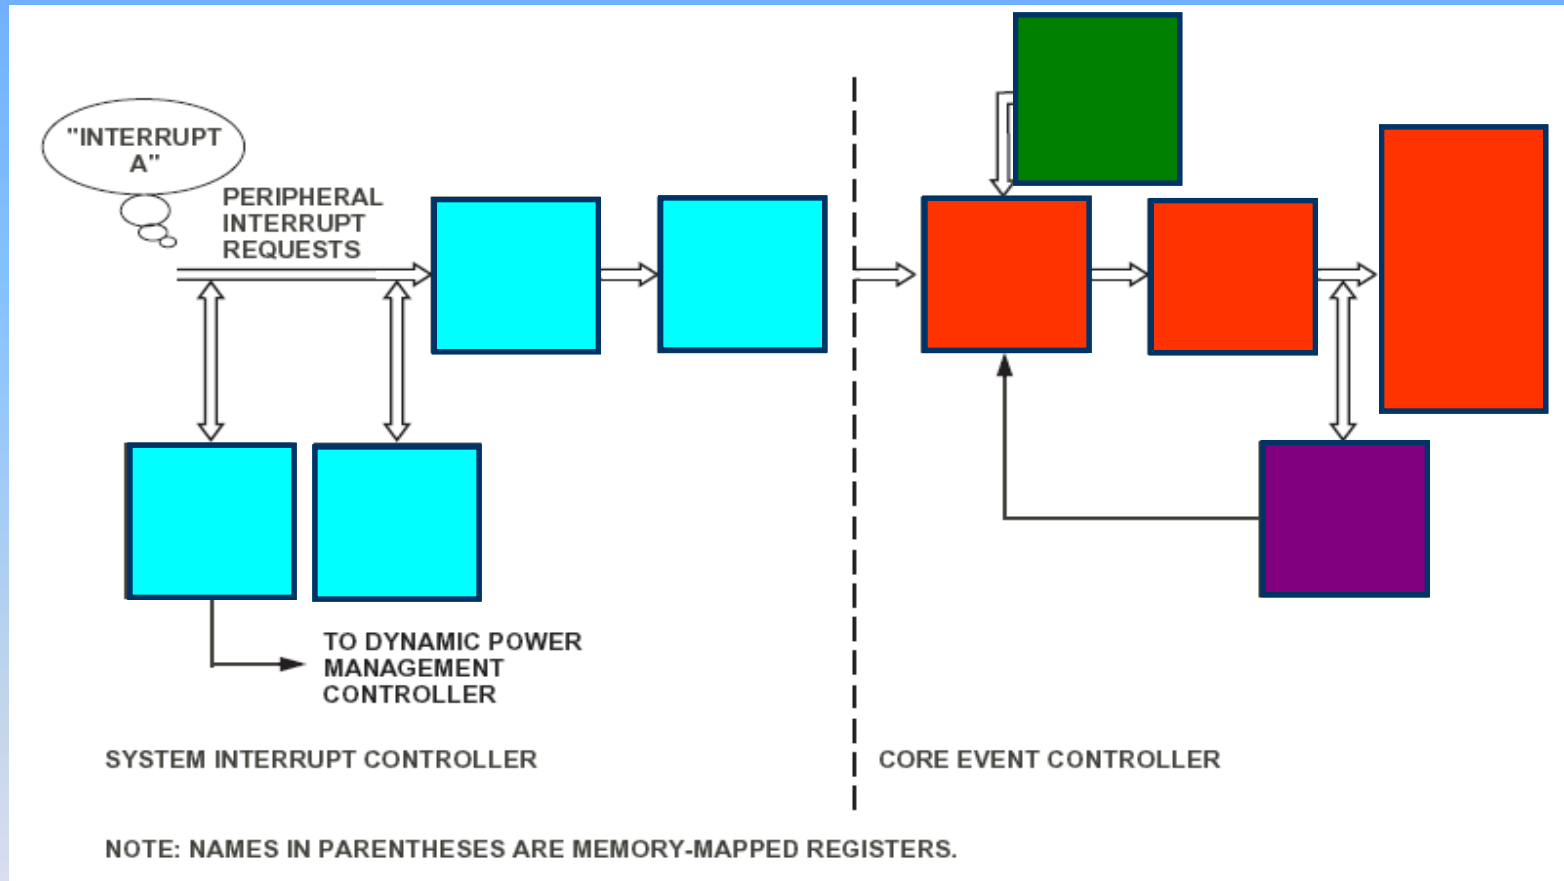 "INTERRUPT
A"
PERIPHERAL
INTERRUPT
REQUESTS
TO DYNAMIC POWER
MANAGEMENT
CONTROLLER
SYSTEM INTERRUPT CONTROLLER
CORE EVENT CONTROLLER
NOTE: NAMES IN PARENTHESES ARE MEMORY-MAPPED REGISTERS.